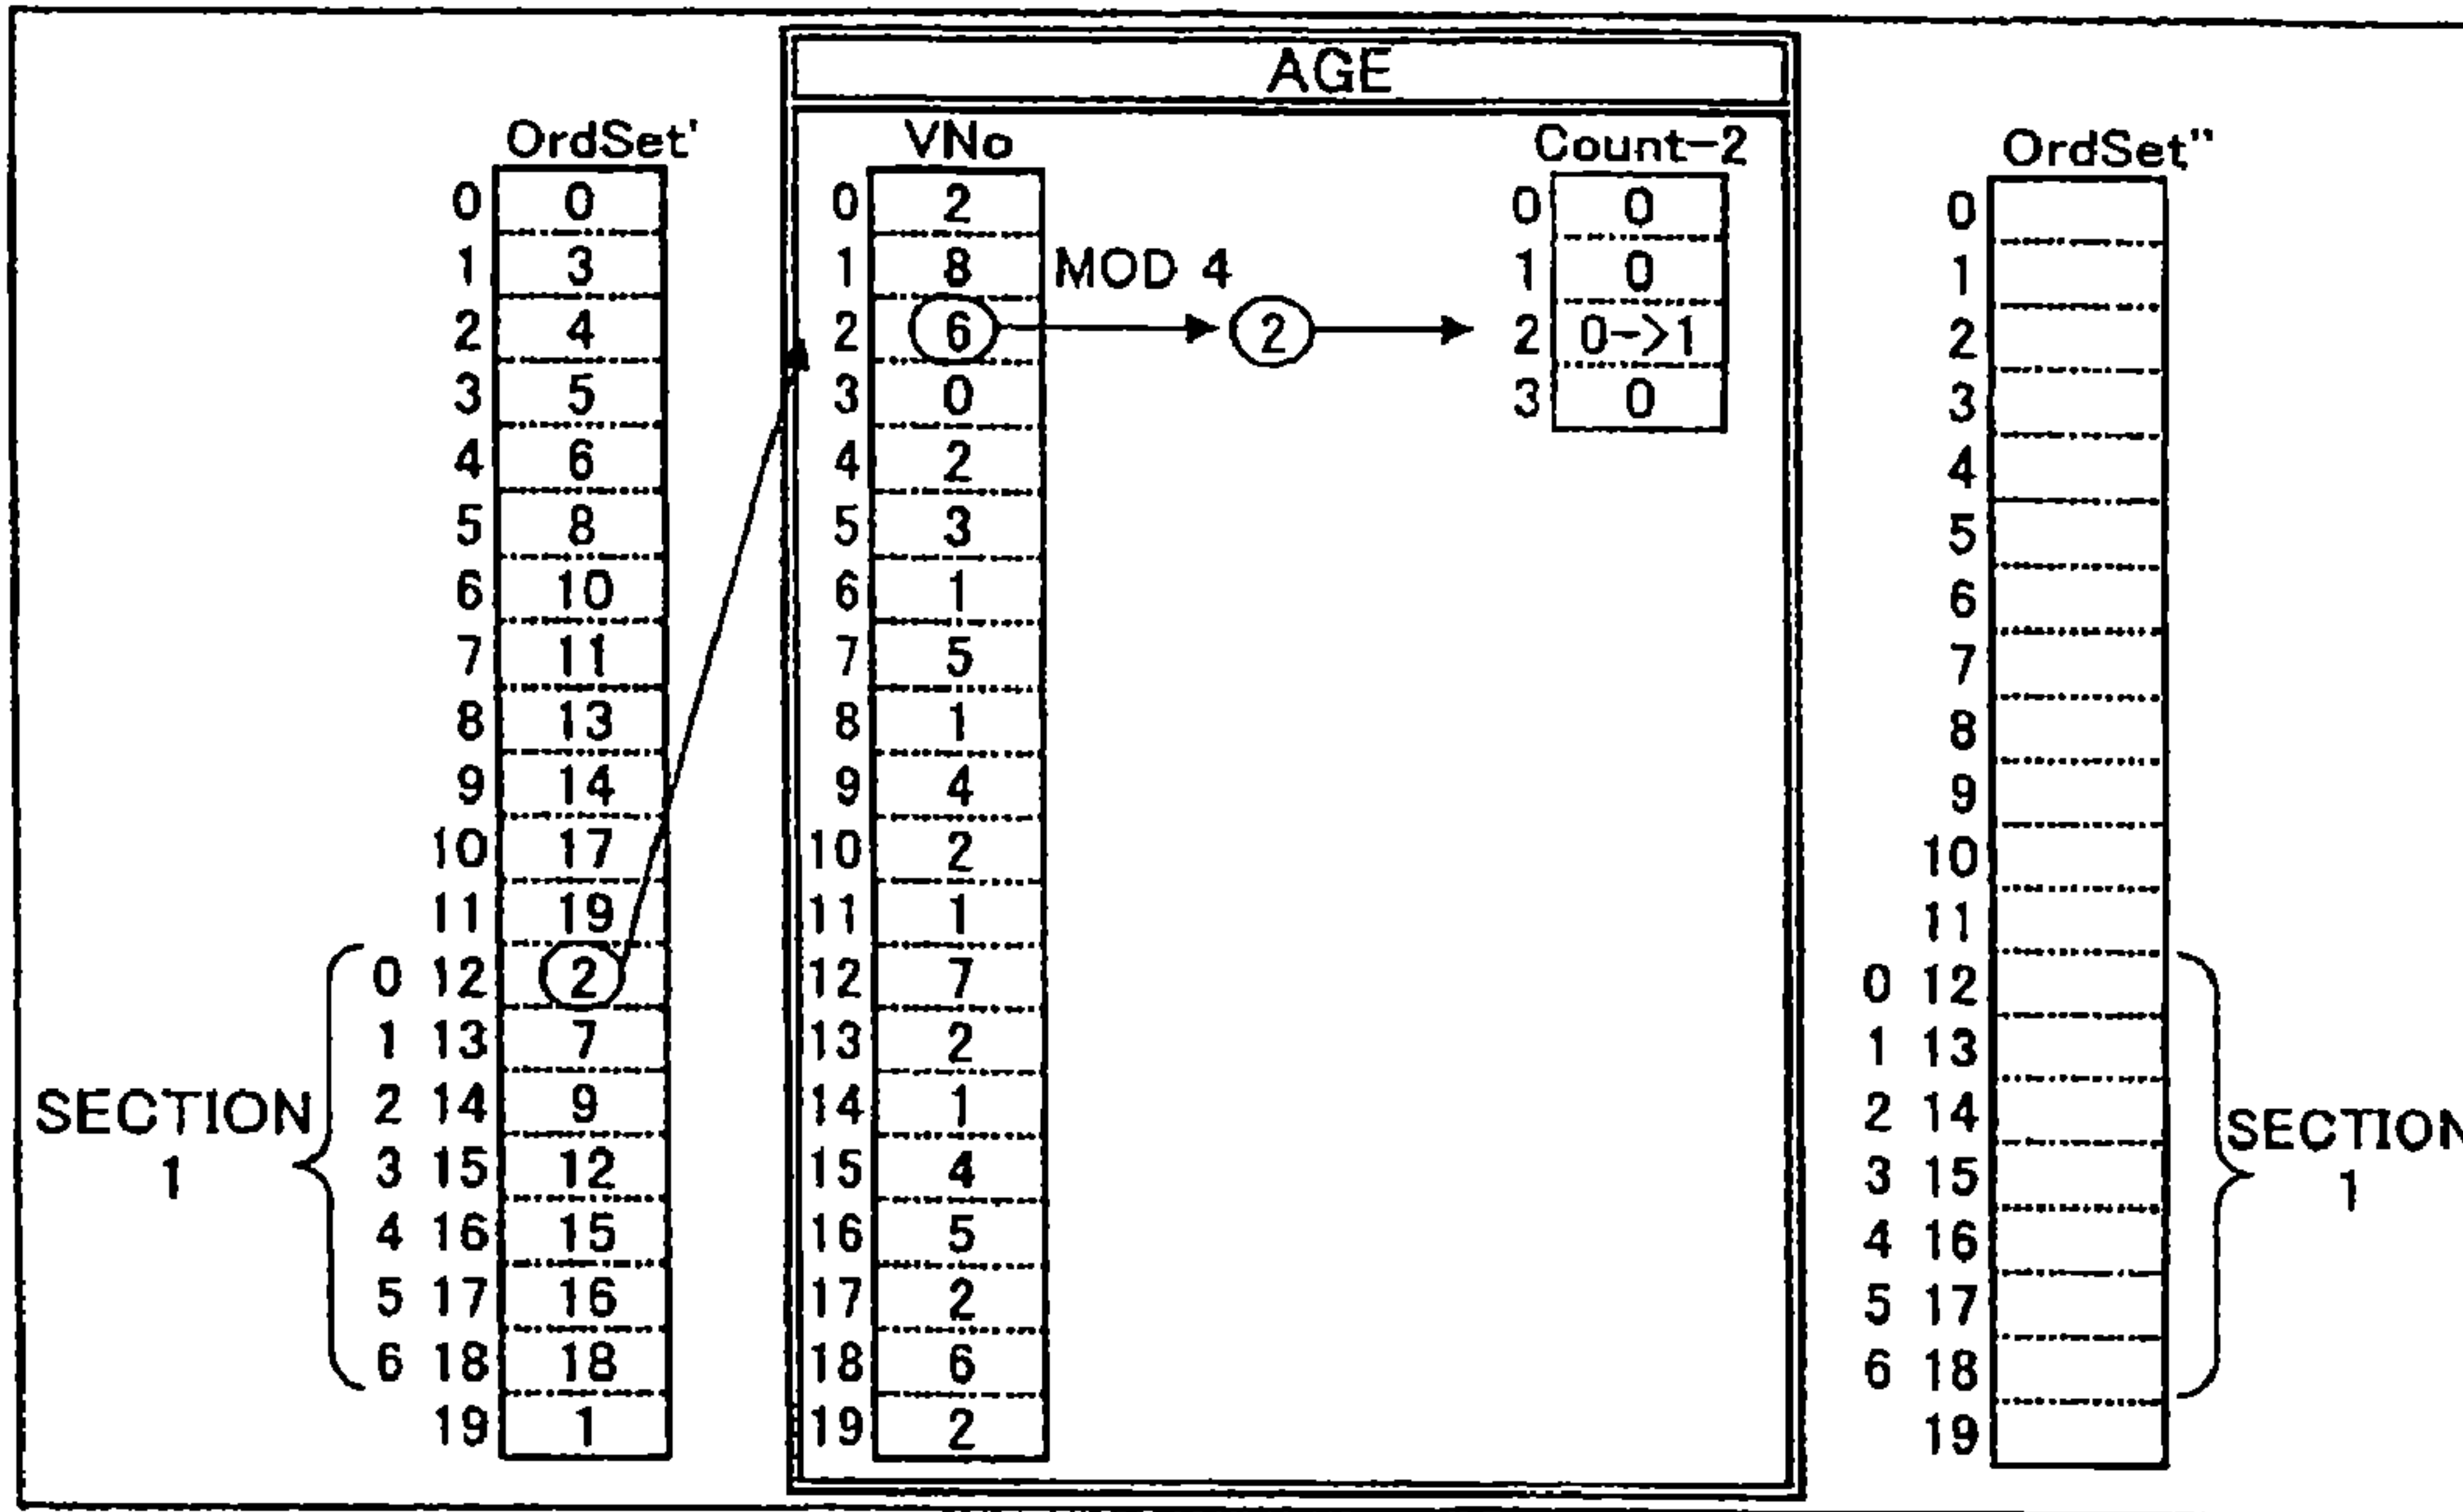 AGE
OrdSet' VNo Count-2 OrdSet"
0 0 0 2 0 0 0
1 3 1 8 MOD 4 1 0 1
2 4 2 6 2 2 0->1 2
3 5 3 0 3 0 3
4 6 4 2 4
5 8 5 3 5
6 10 6 1 6
7 11 7 5 7
8 13 8 1 8
9 14 9 4 9
10 17 10 2 10
11 19 11 1 11
0 12 2 12 7 0 12
1 13 7 13 2 1 13
SECTION 2 14 9 14 1 2 14 SECTION
1 3 15 12 15 4 3 15 1
4 16 15 16 5 4 16
5 17 16 17 2 5 17
6 18 18 18 6 6 18
19 1 19 2 19